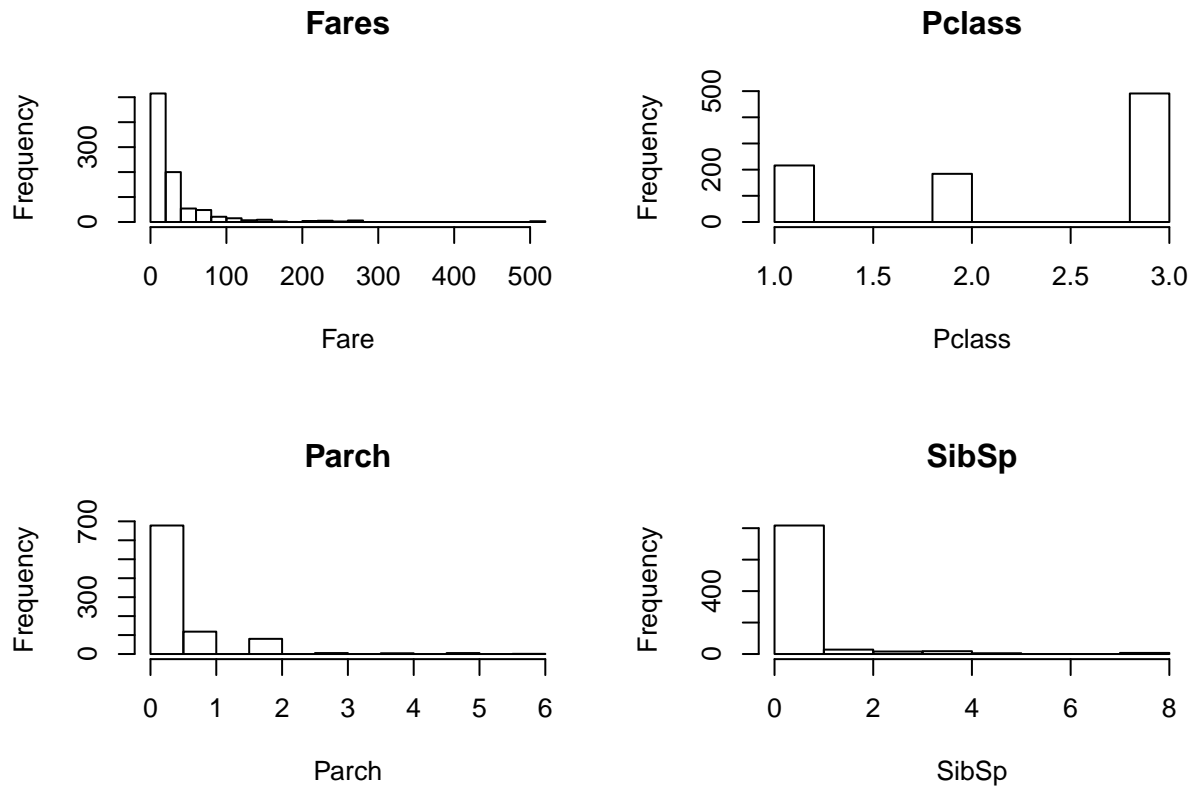 Fares
Frequency
0 300
0 100 200 300 400 500
Fare
Pclass
Frequency
0 200 500
1.0 1.5 2.0 2.5 3.0
Pclass
Parch
Frequency
0 300 700
0 1 2 3 4 5 6
Parch
SibSp
Frequency
0 400
0 2 4 6 8
SibSp